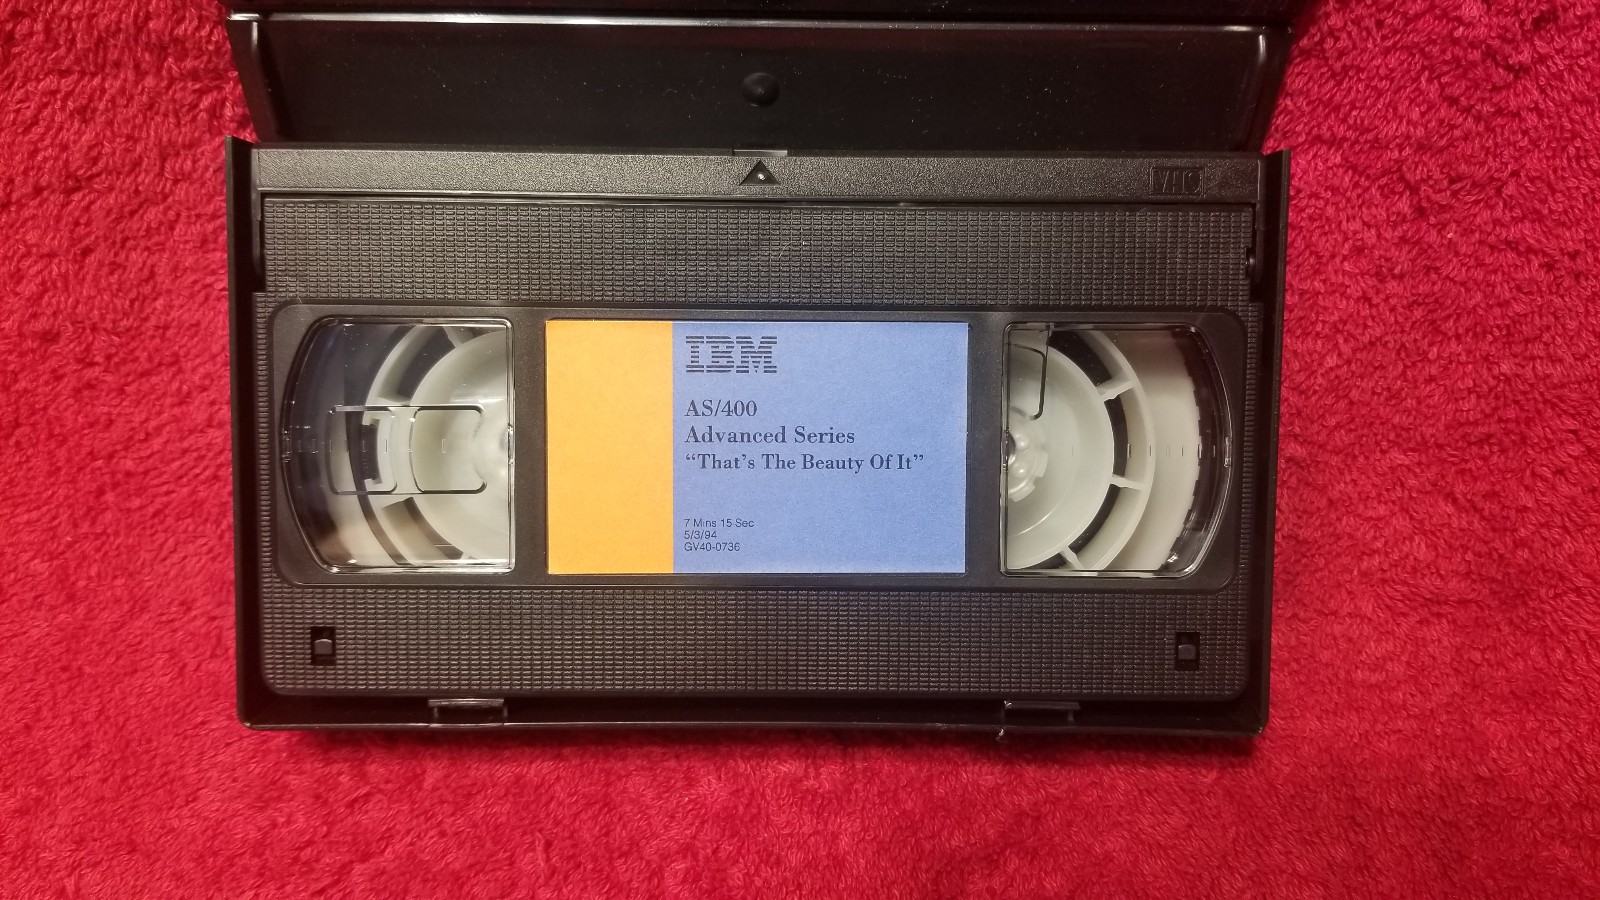 VHS
IBM
AS/400
Advanced Series
“That’s The Beauty Of It”
7 Mins 15 Sec
5/3/94
GV40-0736